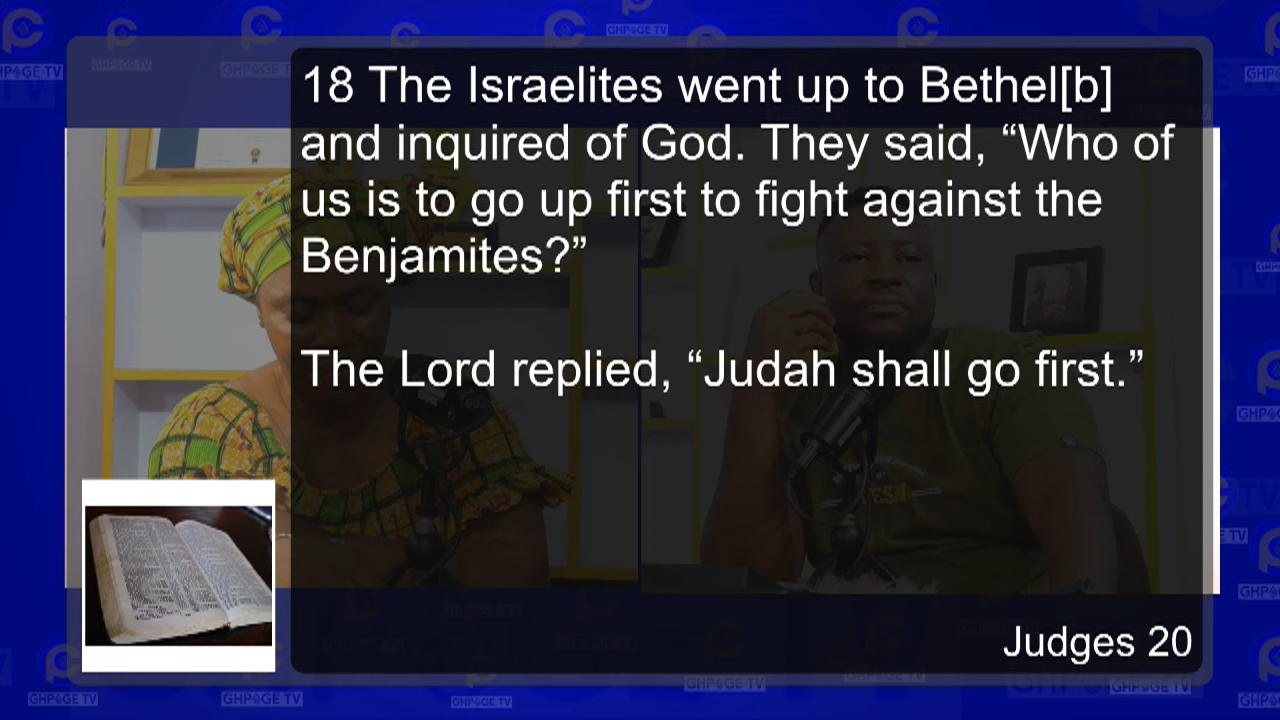 18 The Israelites went up to Bethel[b]
and inquired of God. They said, “Who of
us is to go up first to fight against the
Benjamites?”
The Lord replied, “Judah shall go first.”
Judges 20
GHPAGE TV